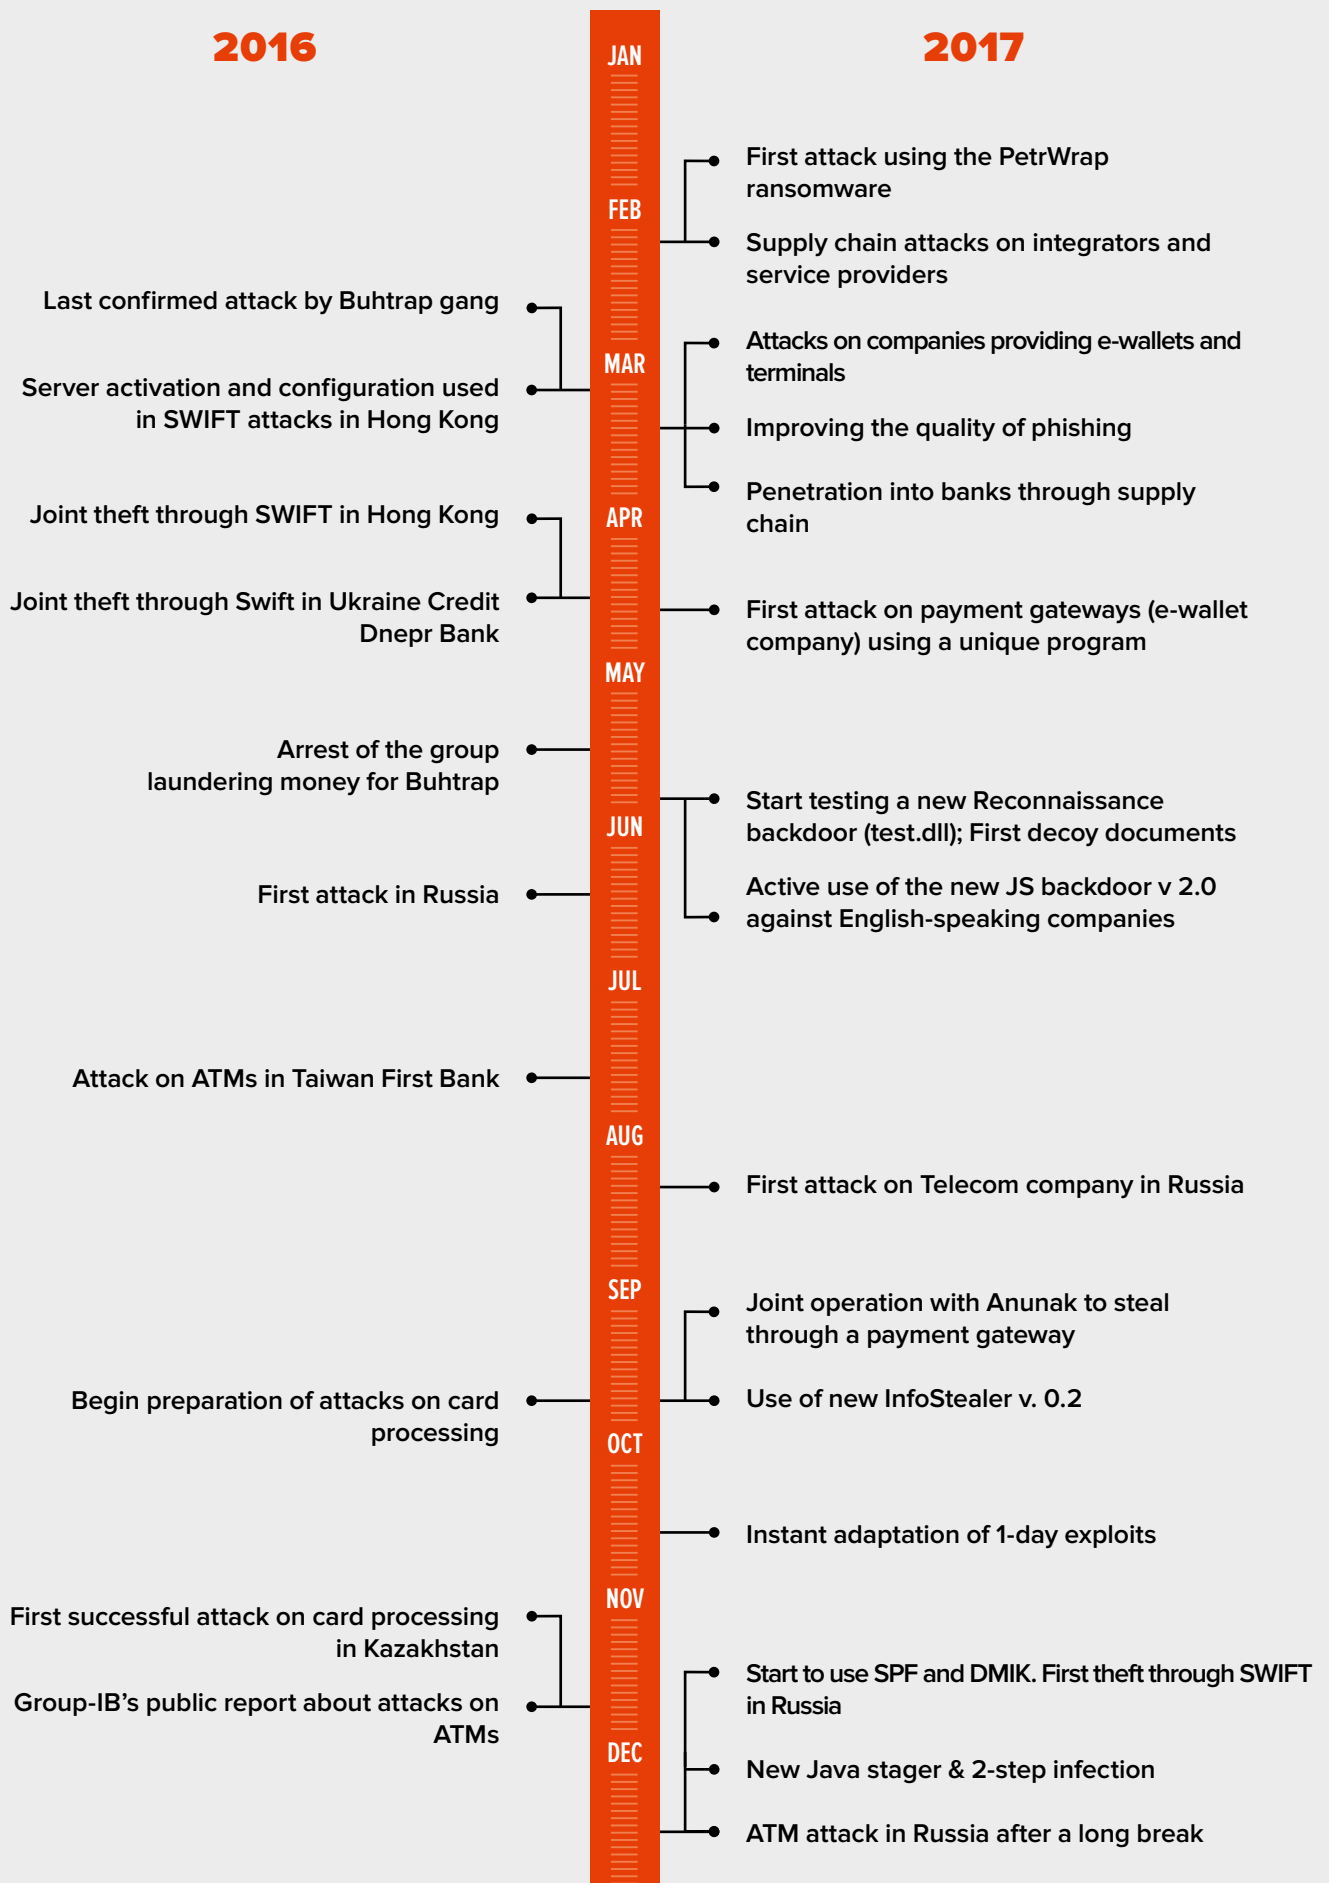 2016
Last confirmed attack by Buhtrap gang
Server activation and configuration used
in SWIFT attacks in Hong Kong
Joint theft through SWIFT in Hong Kong
Joint theft through Swift in Ukraine Credit
Dnepr Bank
Arrest of the group
laundering money for Buhtrap
First attack in Russia
Attack on ATMs in Taiwan First Bank
Begin preparation of attacks on card
processing
First successful attack on card processing
in Kazakhstan
Group-IB’s public report about attacks on
ATMs
JAN
FEB
MAR
APR
MAY
JUN
JUL
AUG
SEP
OCT
NOV
DEC
2017
First attack using the PetrWrap
ransomware
Supply chain attacks on integrators and
service providers
Attacks on companies providing e-wallets and
terminals
Improving the quality of phishing
Penetration into banks through supply
chain
First attack on payment gateways (e-wallet
company) using a unique program
Start testing a new Reconnaissance
backdoor (test.dll); First decoy documents
Active use of the new JS backdoor v 2.0
against English-speaking companies
First attack on Telecom company in Russia
Joint operation with Anunak to steal
through a payment gateway
Use of new InfoStealer v. 0.2
Instant adaptation of 1-day exploits
Start to use SPF and DMIK. First theft through SWIFT
in Russia
New Java stager & 2-step infection
ATM attack in Russia after a long break